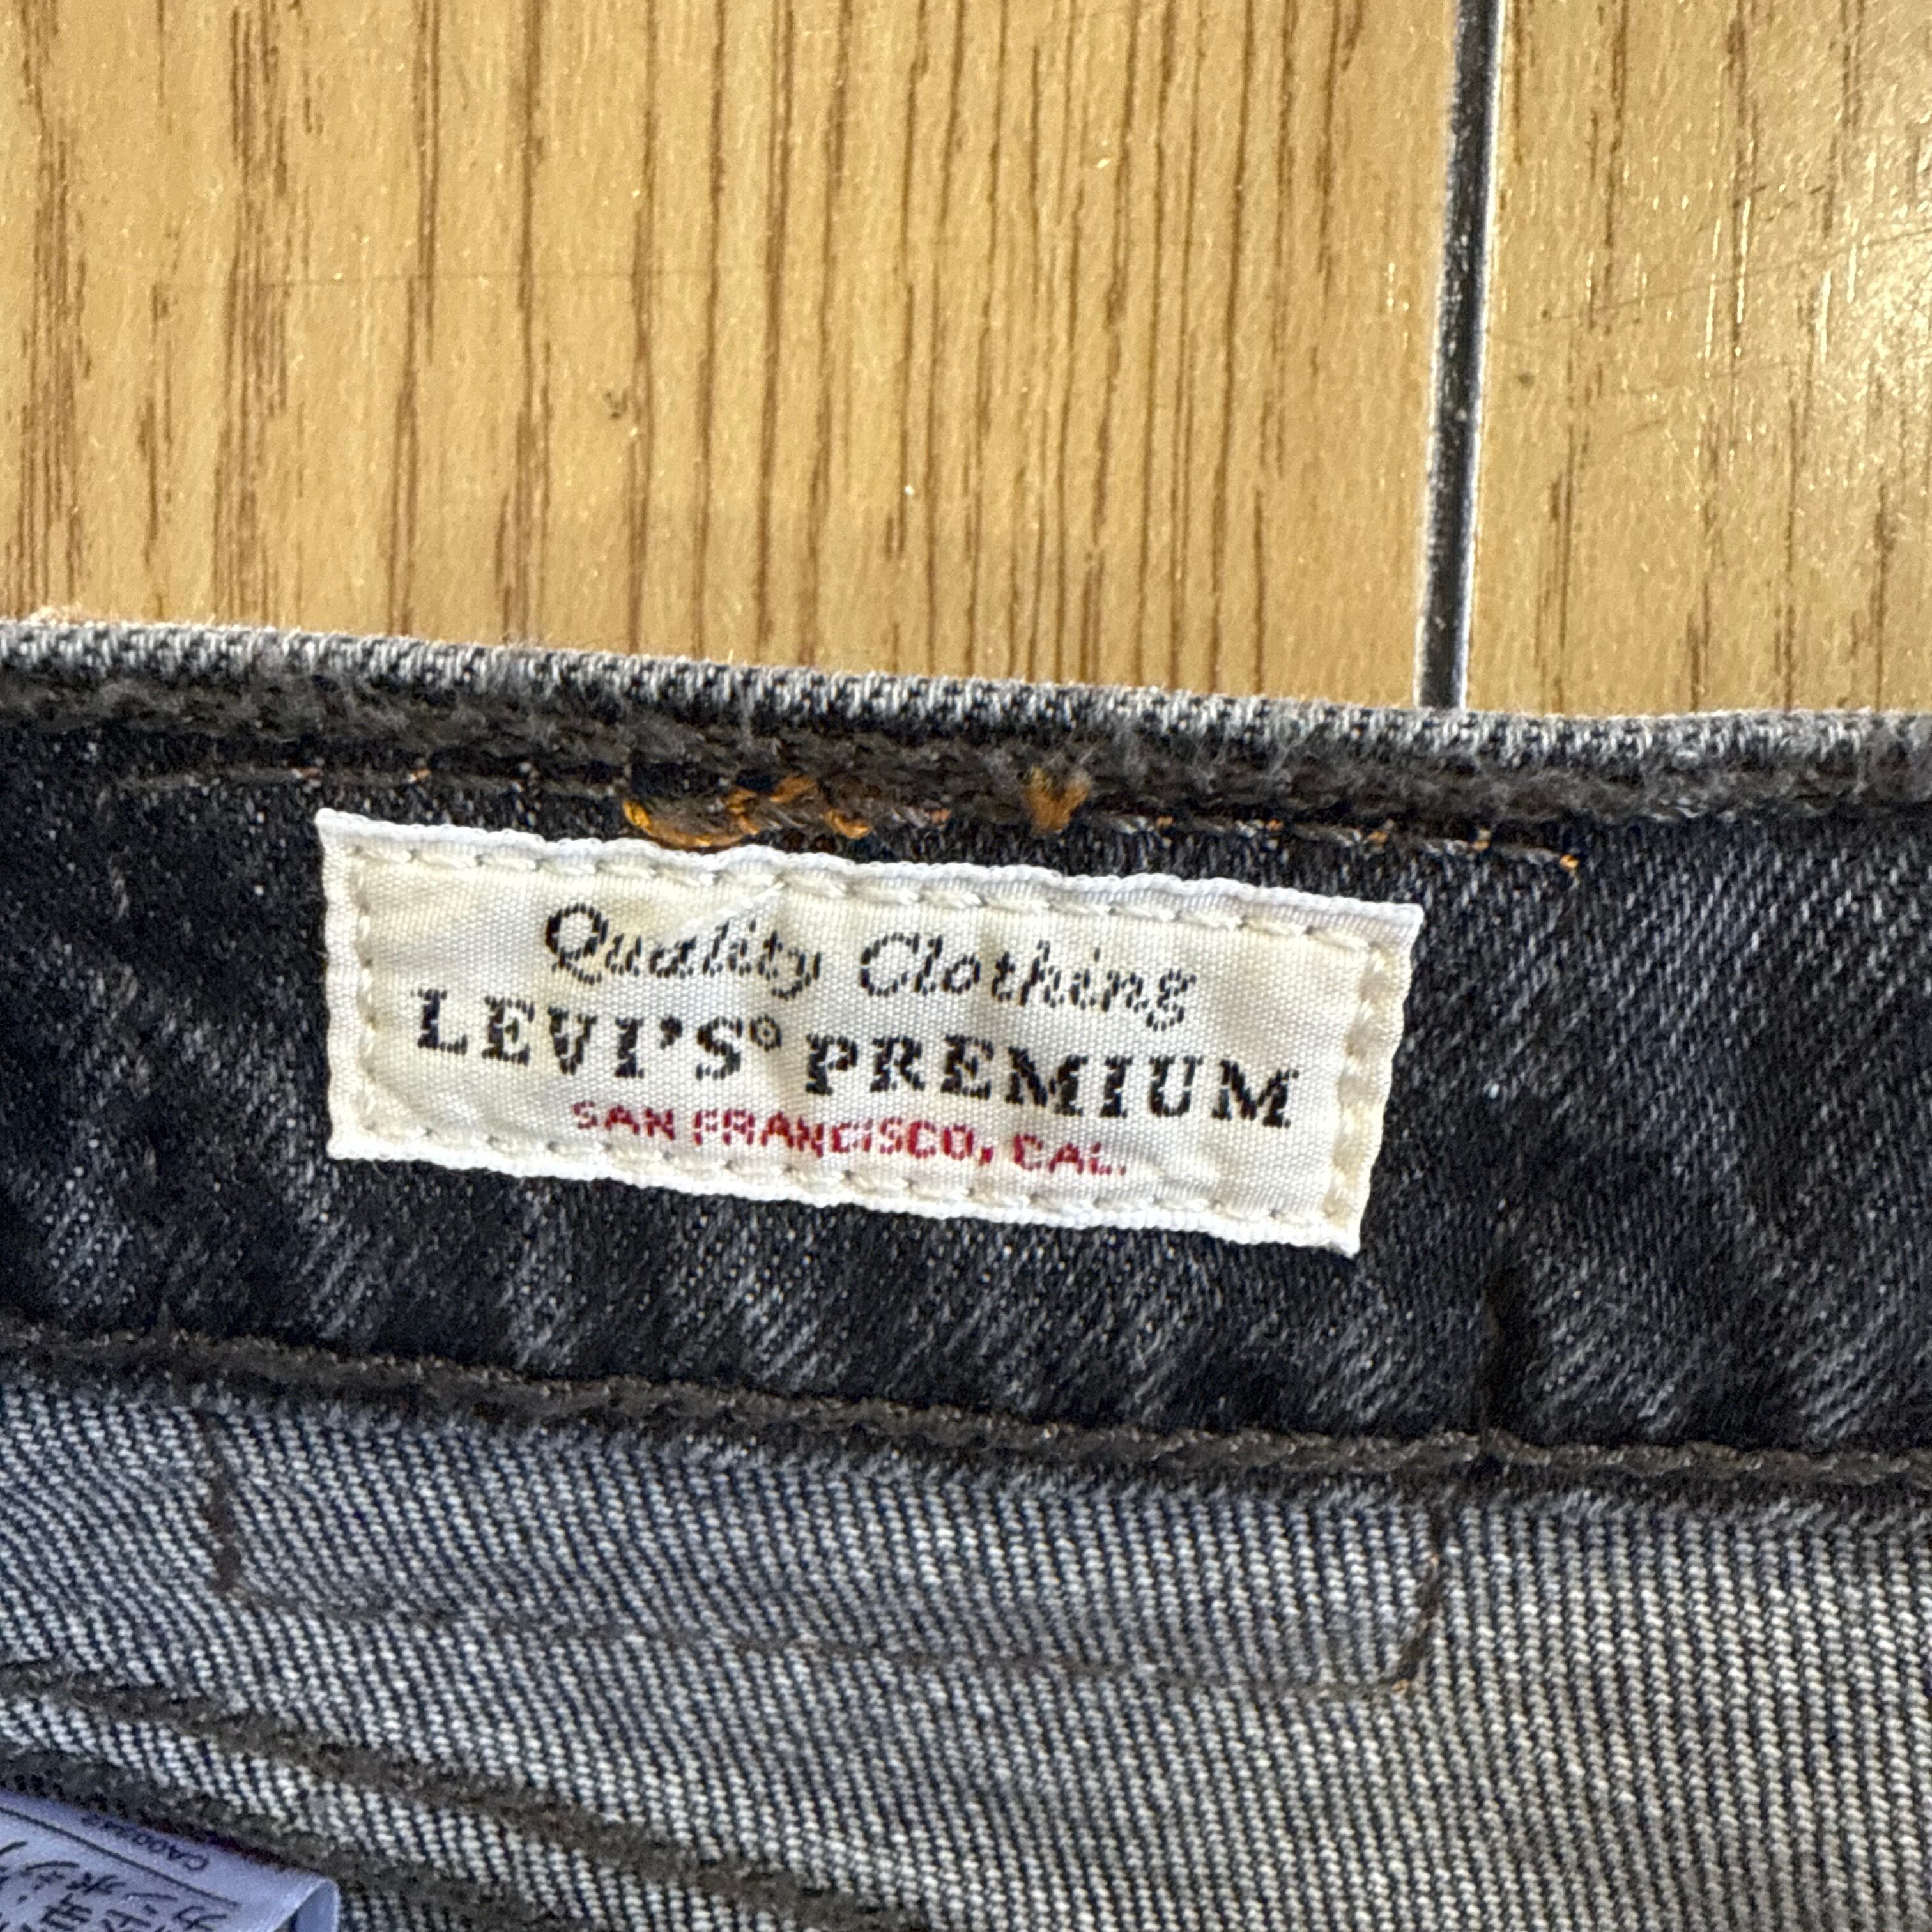 Quality Clothing
LEVI'S® PREMIUM
SAN FRANCISCO, CAL.